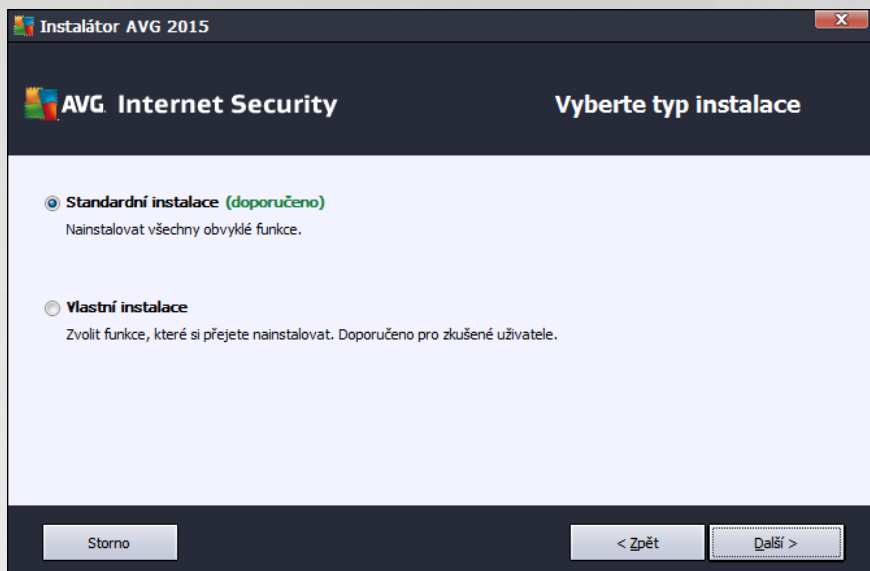 Instalátor AVG 2015
AVG. Internet Security
Vyberte typ instalace
Standardní instalace (doporučeno)
Nainstalovat všechny obvyklé funkce.
Vlastní instalace
Zvolit funkce, které si přejete nainstalovat. Doporučeno pro zkušené uživatele.
Storno
< Zpět
Další >